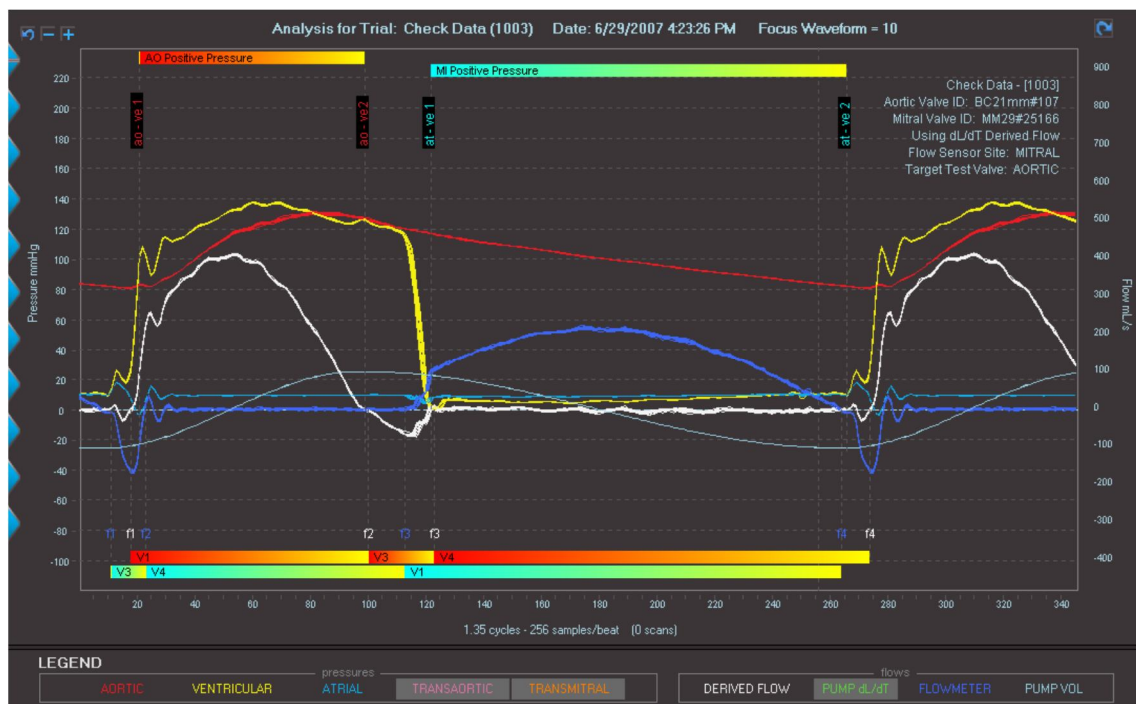 Analysis for Trial: Check Data (1003) Date: 6/29/2007 4:23:26 PM Focus Waveform = 10
AO Positive Pressure
MI Positive Pressure
ao - ve 1
ao - ve 2
at - ve 1
at - ve 2
Check Data - [1003]
Aortic Valve ID: BC21mm#107
Mitral Valve ID: MM29#25166
Using dL/dT Derived Flow
Flow Sensor Site: MITRAL
Target Test Valve: AORTIC
Pressure mmHg
220
200
180
160
140
120
100
80
60
40
20
0
-20
-40
-60
-80
-100
Flow mL/s
900
800
700
600
500
400
300
200
100
0
-100
-200
-300
-400
f1 f1 f2 f2 f3 f3 f4 f4
V1 V3 V4
V3 V4 V1
20 40 60 80 100 120 140 160 180 200 220 240 260 280 300 320 340
1.35 cycles - 256 samples/beat (0 scans)
LEGEND
pressures
AORTIC VENTRICULAR ATRIAL TRANSAORTIC TRANSMITRAL
flows
DERIVED FLOW PUMP dL/dT FLOWMETER PUMP VOL